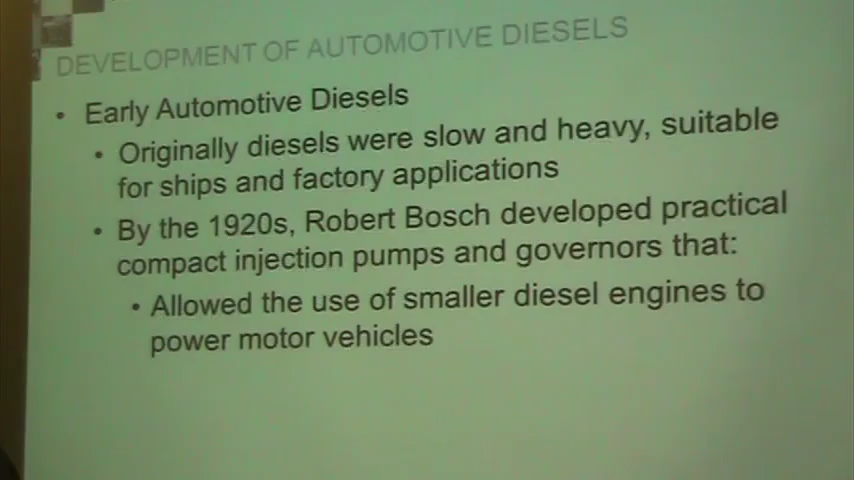 DEVELOPMENT OF AUTOMOTIVE DIESELS
• Early Automotive Diesels
• Originally diesels were slow and heavy, suitable
for ships and factory applications
• By the 1920s, Robert Bosch developed practical
compact injection pumps and governors that:
• Allowed the use of smaller diesel engines to
power motor vehicles